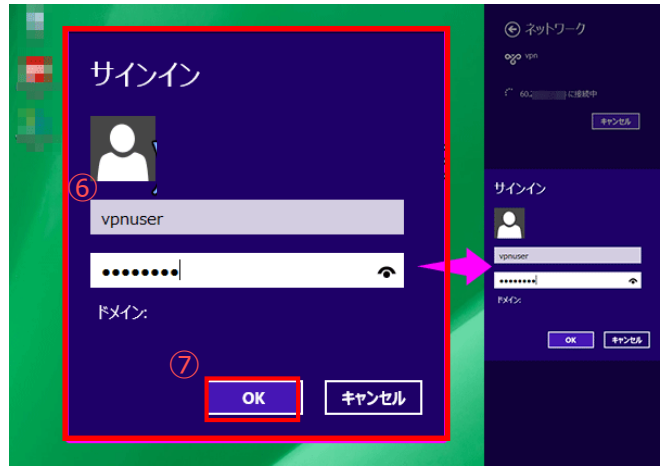 サインイン
⑥
vpnuser
ドメイン:
⑦
OK
キャンセル
ネットワーク
vpn
60.
に接続中
キャンセル
サインイン
vpnuser
ドメイン:
OK
キャンセル